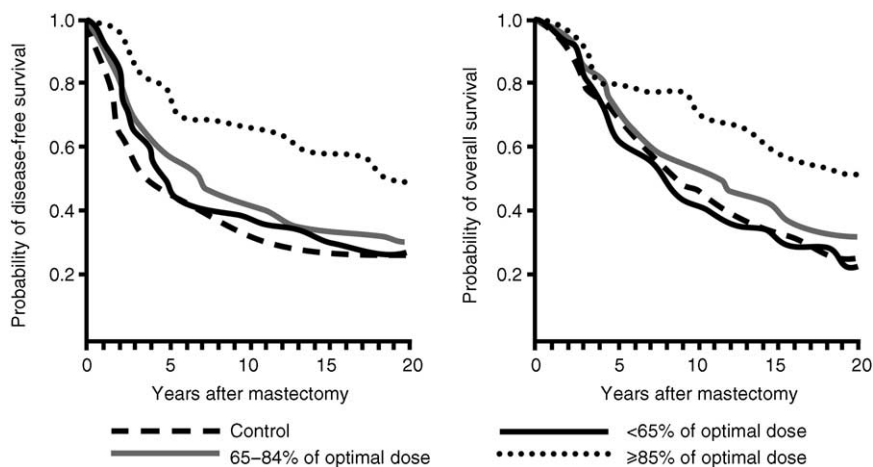 Probability of disease-free survival
1.0
0.8
0.6
0.4
0.2
0 5 10 15 20
Years after mastectomy
Probability of overall survival
1.0
0.8
0.6
0.4
0.2
0 5 10 15 20
Years after mastectomy
Control
65–84% of optimal dose
<65% of optimal dose
⩾85% of optimal dose